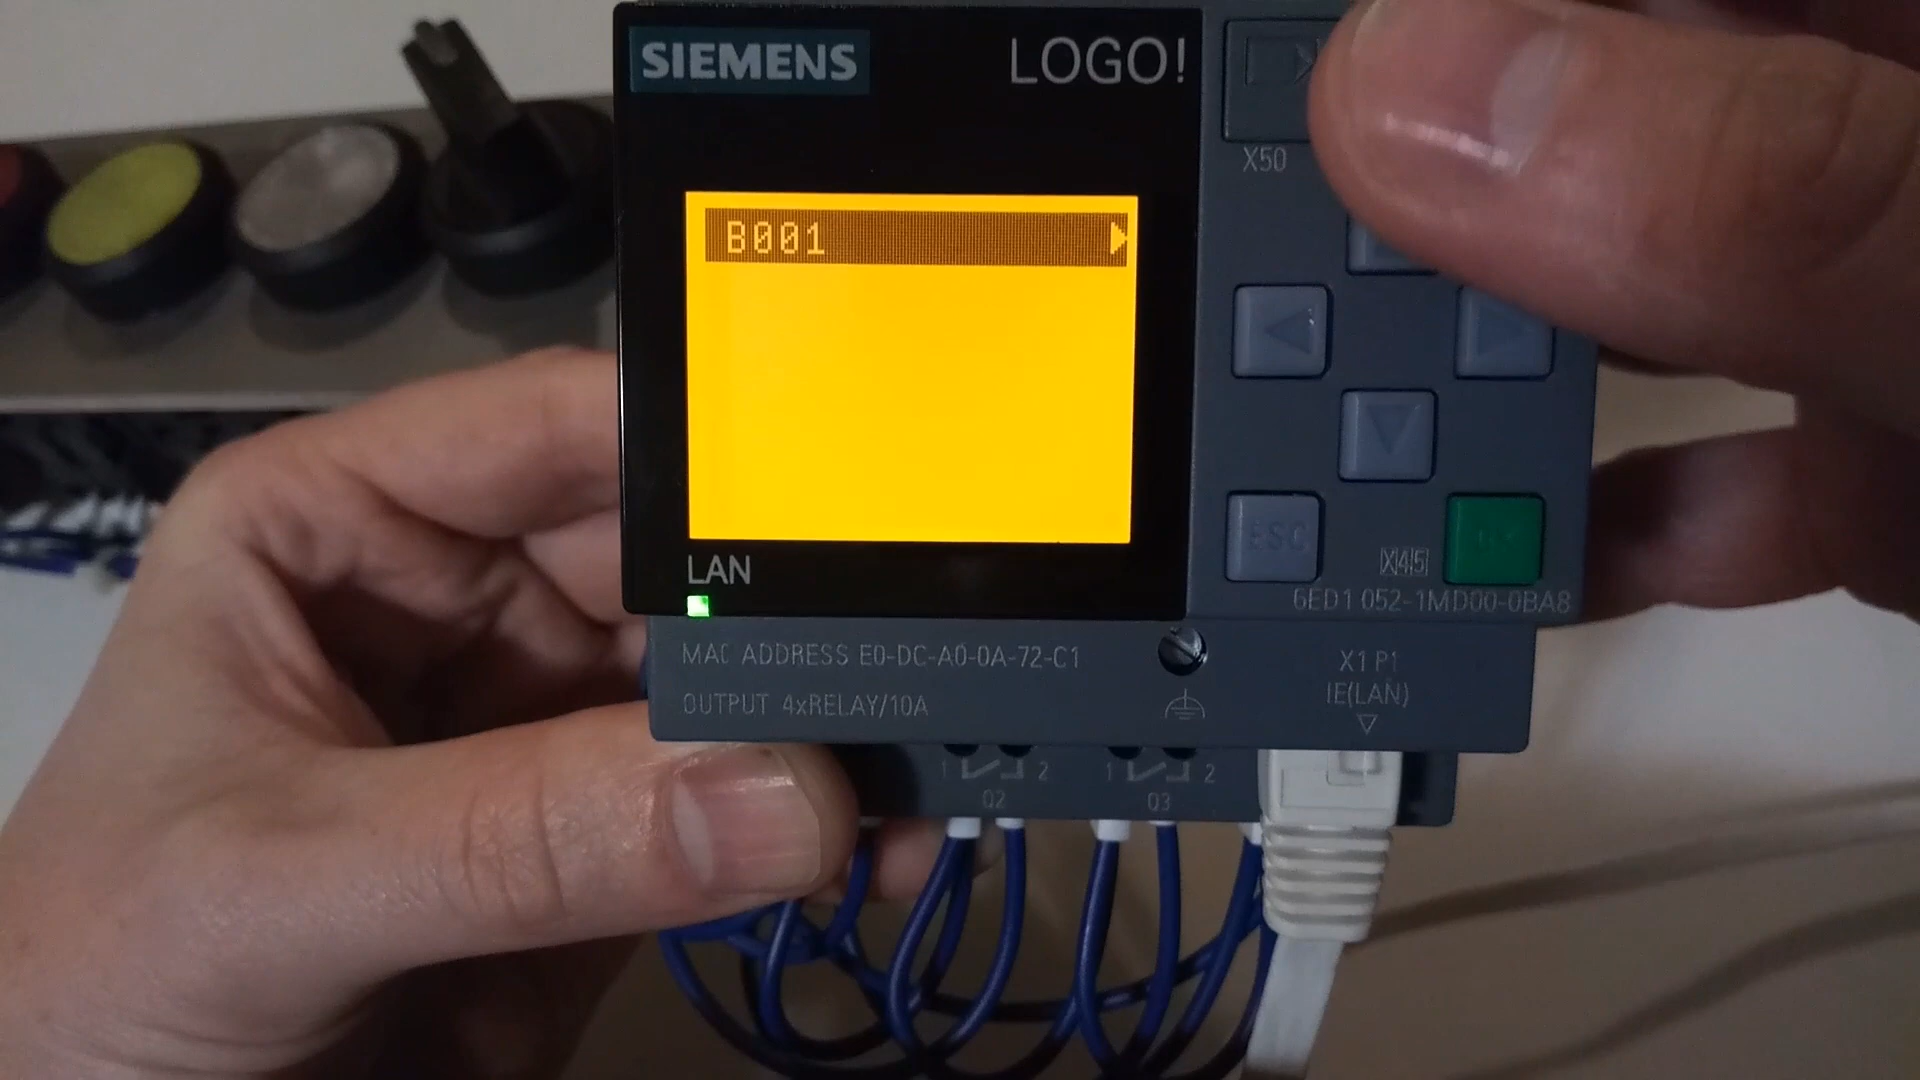 SIEMENS
LOGO!
X50
B001
ESC
LAN
X45
6ED1 052-1MD00-0BA8
MAC ADDRESS E0-DC-A0-0A-72-C1
X1 P1
IE(LAN)
OUTPUT 4xRELAY/10A
1 2
1 2
Q2
Q3